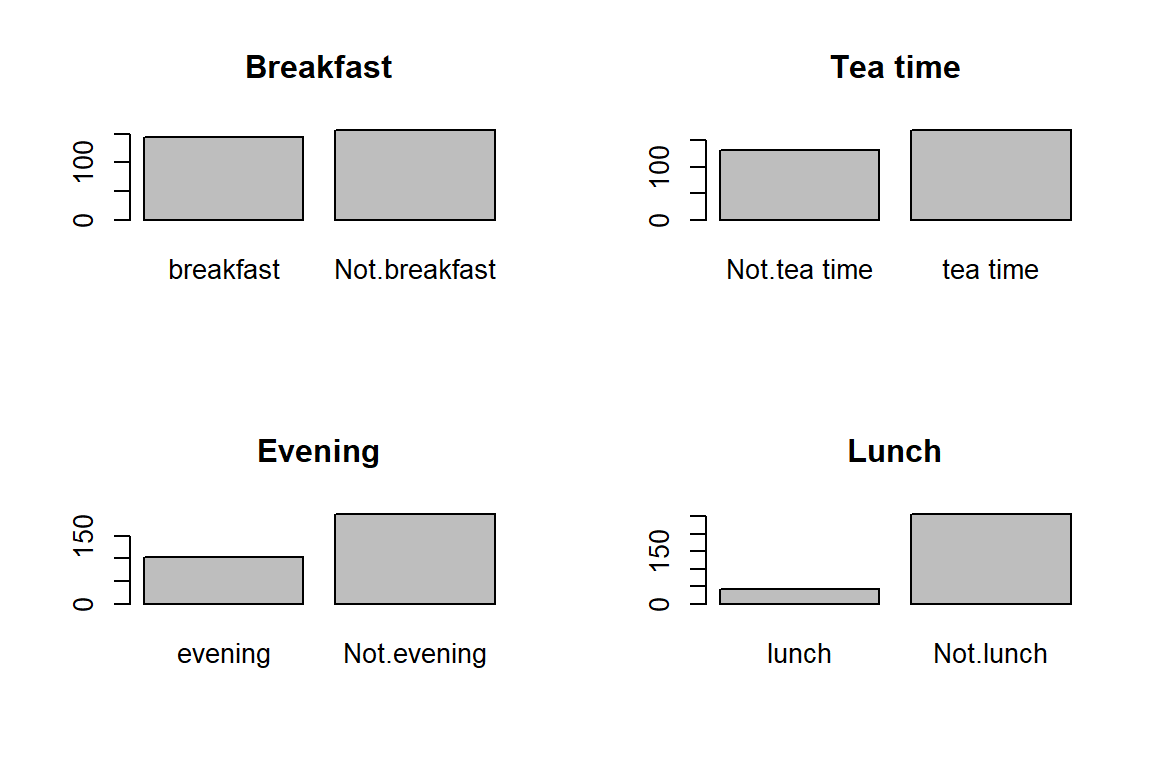 Breakfast
100
0
breakfast Not.breakfast
Tea time
100
0
Not.tea time tea time
Evening
150
0
evening Not.evening
Lunch
150
0
lunch Not.lunch